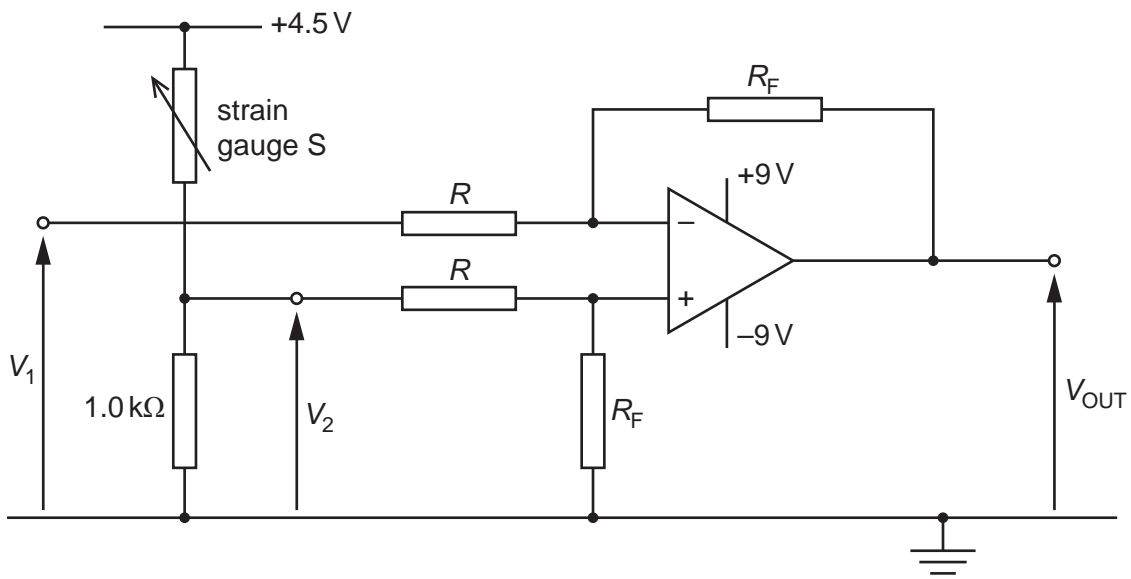 +4.5 V
strain
gauge S
R_F
+9 V
R
–
R
+
–9 V
V_1
1.0 kΩ
V_2
R_F
V_OUT